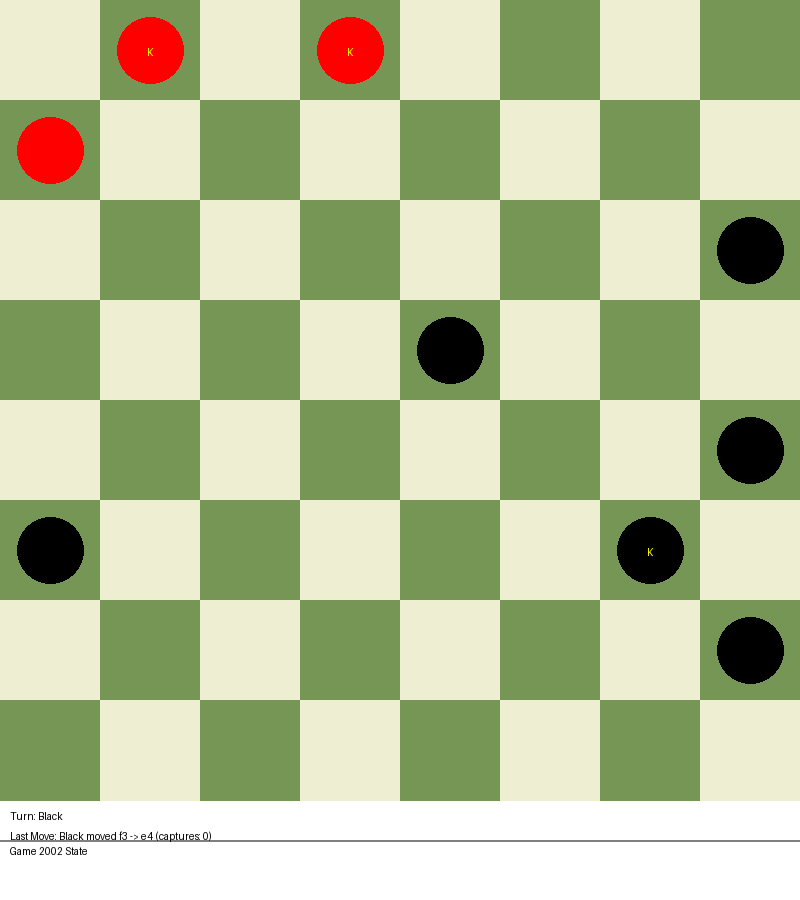 K
K
K
Turn: Black
Last Move: Black moved f3 -> e4 (captures: 0)
Game 2002 State